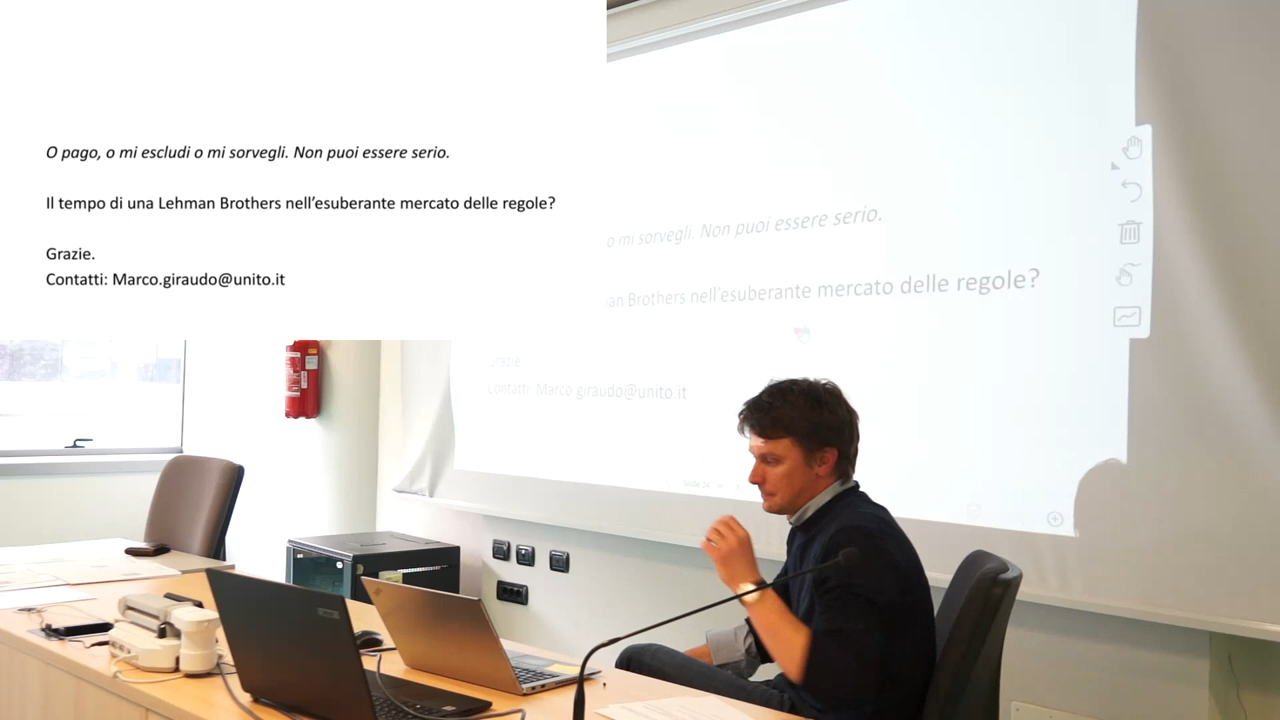 O pago, o mi escludi o mi sorvegli. Non puoi essere serio.
Il tempo di una Lehman Brothers nell’esuberante mercato delle regole?
Grazie.
Contatti: Marco.giraudo@unito.it
o mi sorvegli. Non puoi essere serio.
Brothers nell’esuberante mercato delle regole?
Grazie
Contatti: Marco.giraudo@unito.it